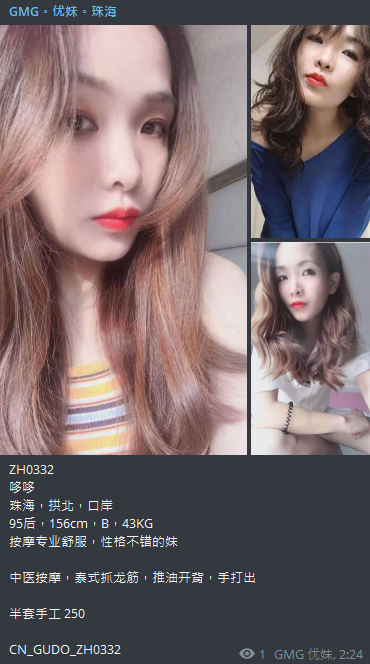 GMG。优妹。珠海
ZH0332
哆哆
珠海，拱北，口岸
95后，156cm，B，43KG
按摩专业舒服，性格不错的妹
中医按摩，泰式抓龙筋，推油开背，手打出
半套手工 250
CN_GUDO_ZH0332
1 GMG 优妹, 2:24